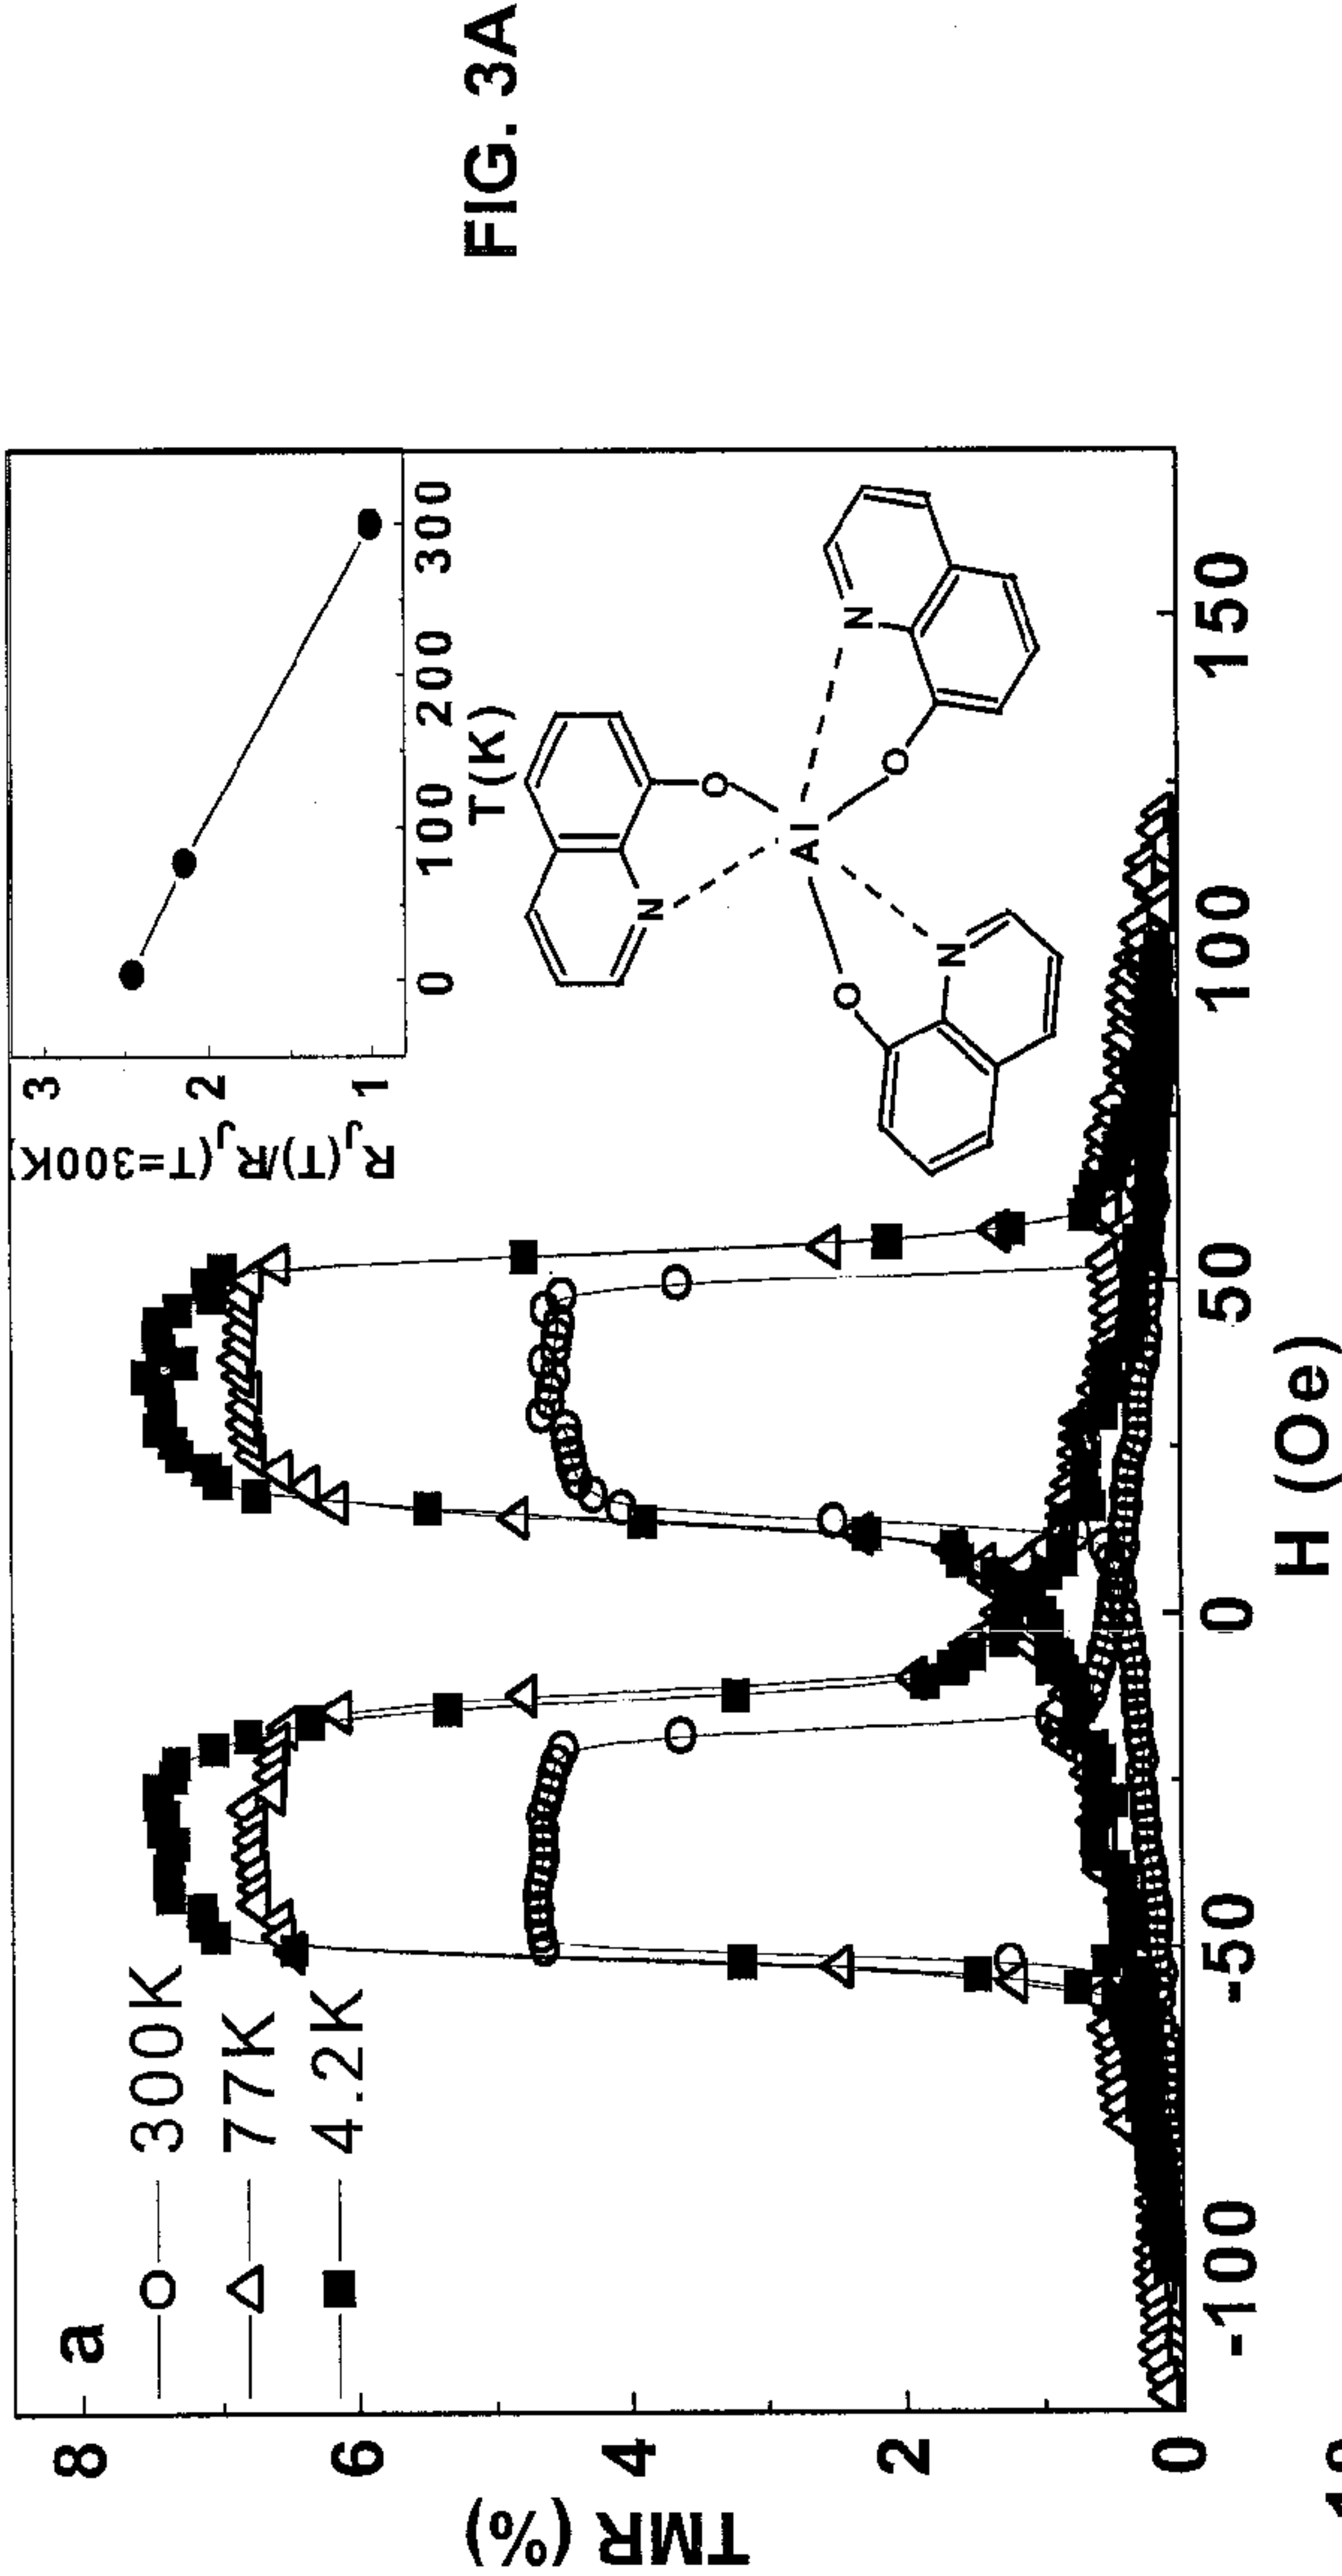 FIG. 3A
a
300K
77K
4.2K
TMR (%)
8
6
4
2
0
-100
-50
0
50
100
150
H (Oe)
R_J(T)/R_J(T=300K)
3
2
1
0
100
200
300
T(K)
N
O
Al
O
N
O
N